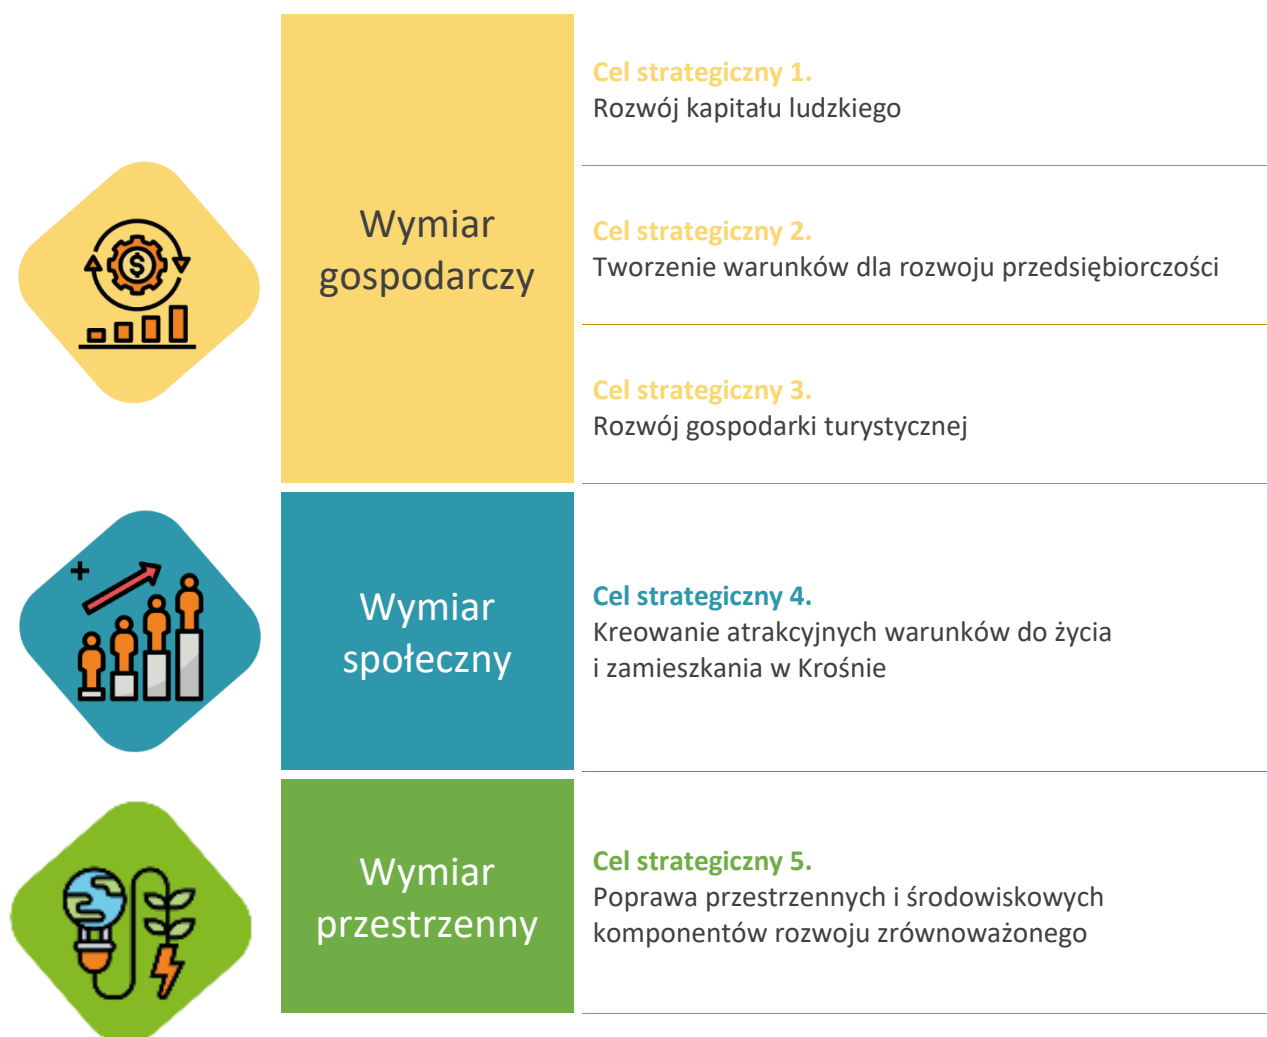 Wymiar
gospodarczy
Cel strategiczny 1.
Rozwój kapitału ludzkiego
Cel strategiczny 2.
Tworzenie warunków dla rozwoju przedsiębiorczości
Cel strategiczny 3.
Rozwój gospodarki turystycznej
Wymiar
społeczny
Cel strategiczny 4.
Kreowanie atrakcyjnych warunków do życia
i zamieszkania w Krośnie
Wymiar
przestrzenny
Cel strategiczny 5.
Poprawa przestrzennych i środowiskowych
komponentów rozwoju zrównoważonego